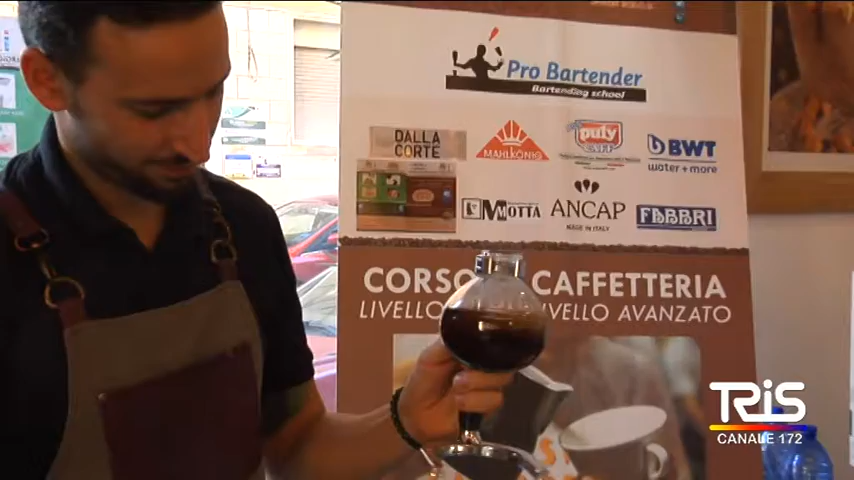 Pro Bartending
Bartending school
DALLA
CORTE
MAHLKÖNIG
puly
CAFF
BWT
water + more
MOTTA
ANCAP
MADE IN ITALY
FABBRI
CORSO
CAFFETTERIA
LIVELLO
LIVELLO AVANZATO
TRIS
CANALE 172